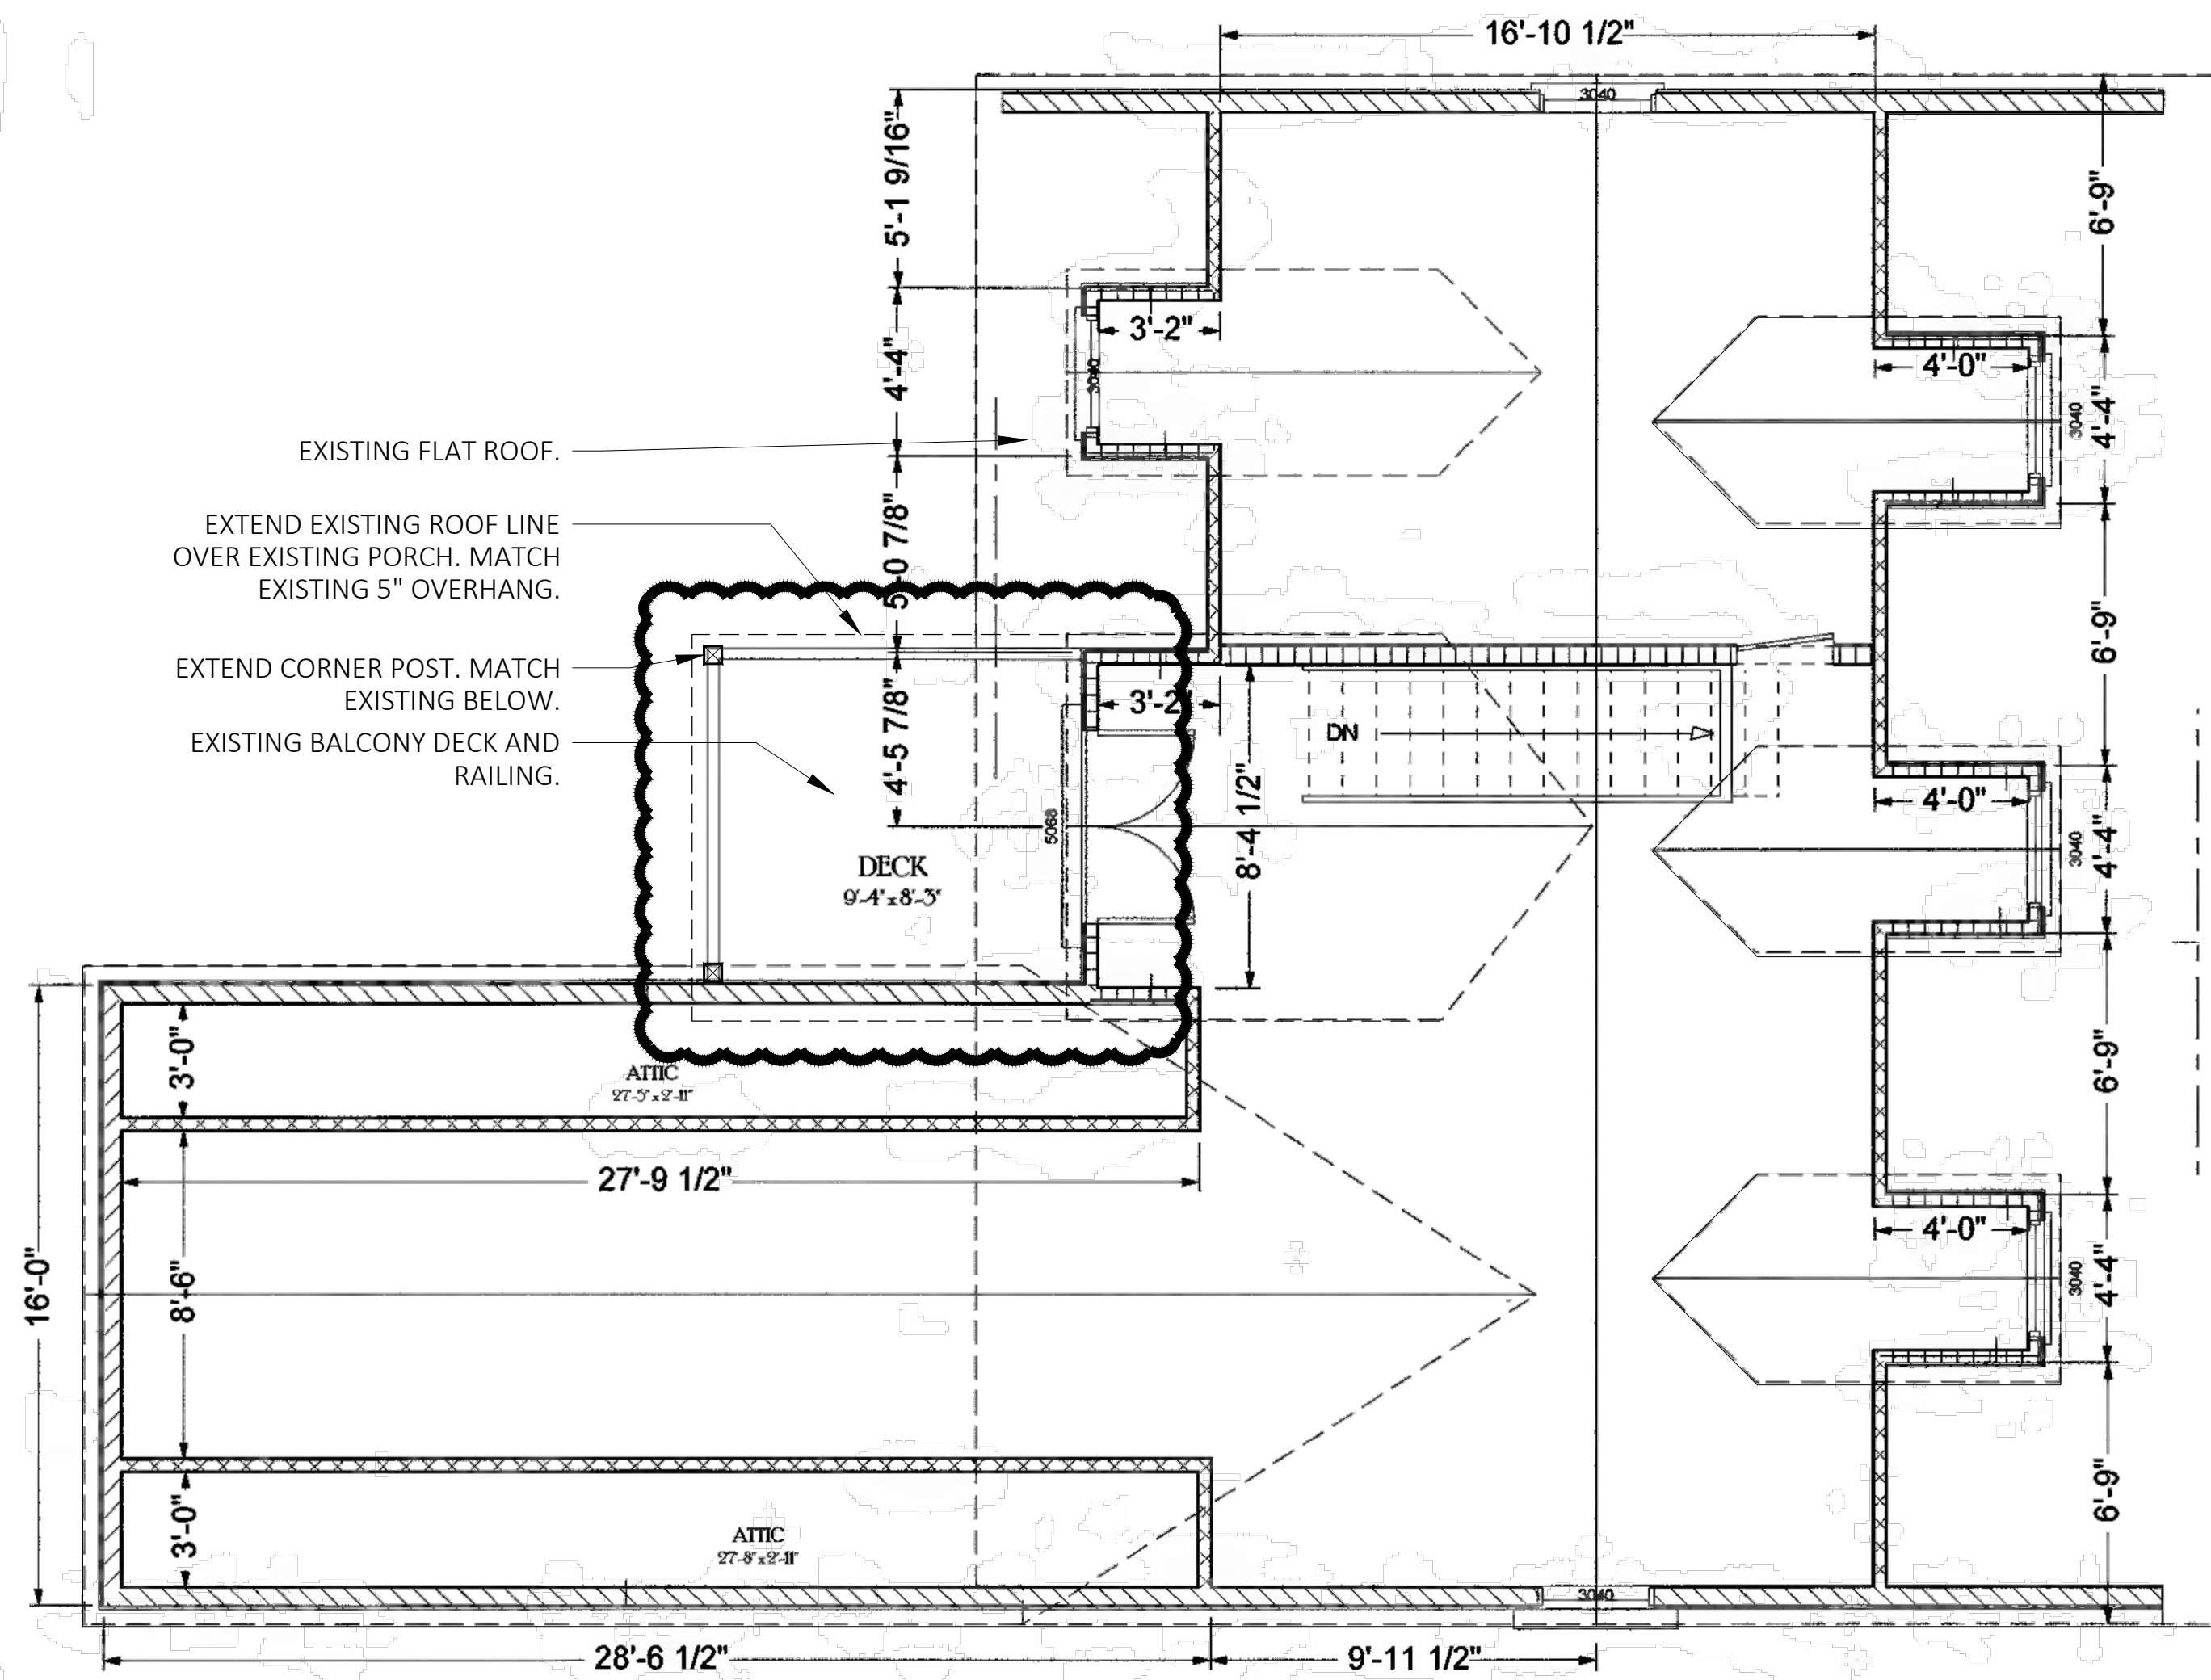 16'-10 1/2"
3040
5'-1 9/16"
6'-9"
3'-2"
4'-4"
3040
4'-0"
3040
4'-4"
EXISTING FLAT ROOF.
EXTEND EXISTING ROOF LINE
OVER EXISTING PORCH. MATCH
EXISTING 5" OVERHANG.
5'-0 7/8"
6'-9"
EXTEND CORNER POST. MATCH
EXISTING BELOW.
3'-2"
EXISTING BALCONY DECK AND
RAILING.
4'-5 7/8"
DN
8'-4 1/2"
5068
4'-0"
3040
4'-4"
DECK
9'-4" x 8'-3"
3'-0"
ATTIC
27'-5" x 2'-11"
6'-9"
27'-9 1/2"
16'-0"
8'-6"
4'-0"
3040
4'-4"
3'-0"
ATTIC
27'-8" x 2'-11"
6'-9"
3040
28'-6 1/2"
9'-11 1/2"